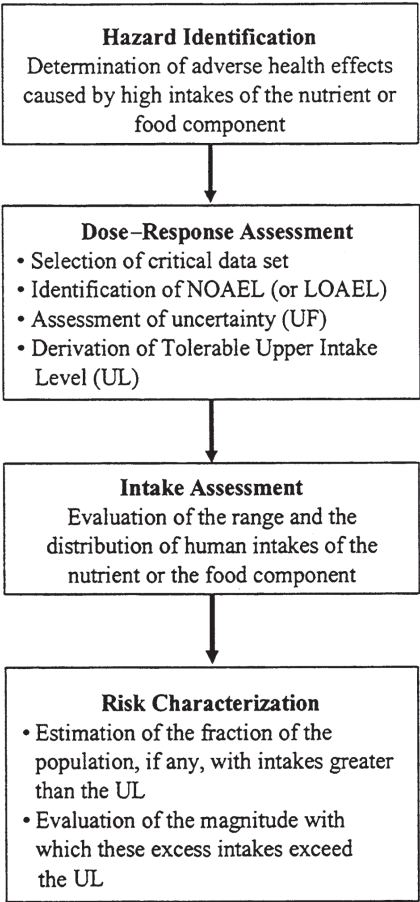 Hazard Identification
Determination of adverse health effects
caused by high intakes of the nutrient or
food component
Dose–Response Assessment
• Selection of critical data set
• Identification of NOAEL (or LOAEL)
• Assessment of uncertainty (UF)
• Derivation of Tolerable Upper Intake
Level (UL)
Intake Assessment
Evaluation of the range and the
distribution of human intakes of the
nutrient or the food component
Risk Characterization
• Estimation of the fraction of the
population, if any, with intakes greater
than the UL
• Evaluation of the magnitude with
which these excess intakes exceed
the UL